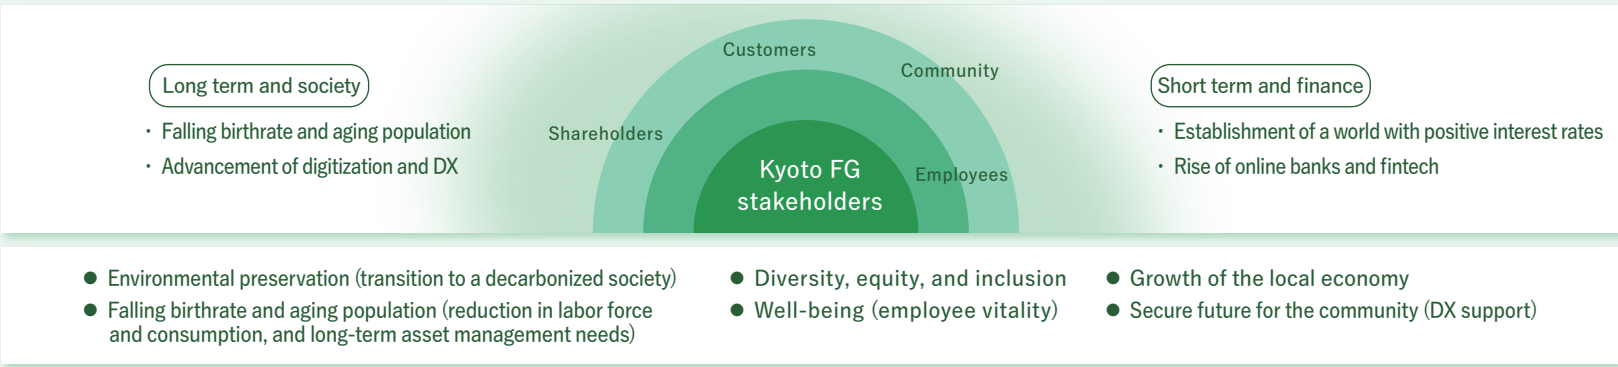 Long term and society
・ Falling birthrate and aging population
・ Advancement of digitization and DX
Customers
Community
Shareholders
Employees
Kyoto FG
stakeholders
Short term and finance
・ Establishment of a world with positive interest rates
・ Rise of online banks and fintech
● Environmental preservation (transition to a decarbonized society)
● Falling birthrate and aging population (reduction in labor force
and consumption, and long-term asset management needs)
● Diversity, equity, and inclusion
● Well-being (employee vitality)
● Growth of the local economy
● Secure future for the community (DX support)